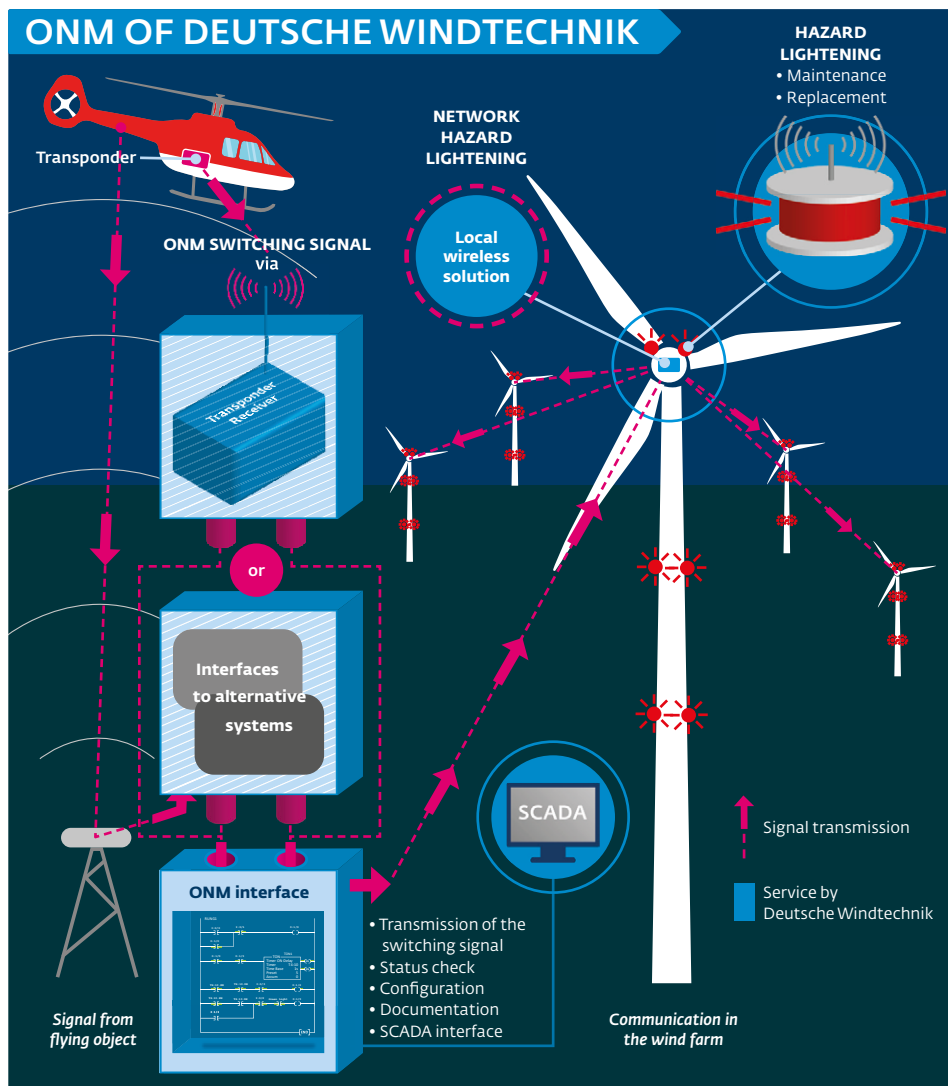 ONM OF DEUTSCHE WINDTECHNIK
HAZARD
LIGHTENING
• Maintenance
• Replacement
NETWORK
HAZARD
LIGHTENING
Transponder
Local
wireless
solution
ONM SWITCHING SIGNAL
via
Transponder
Receiver
or
Interfaces
to alternative
systems
SCADA
Signal transmission
Service by
Deutsche Windtechnik
ONM interface
• Transmission of the
switching signal
• Status check
• Configuration
• Documentation
• SCADA interface
Signal from
flying object
Communication in
the wind farm